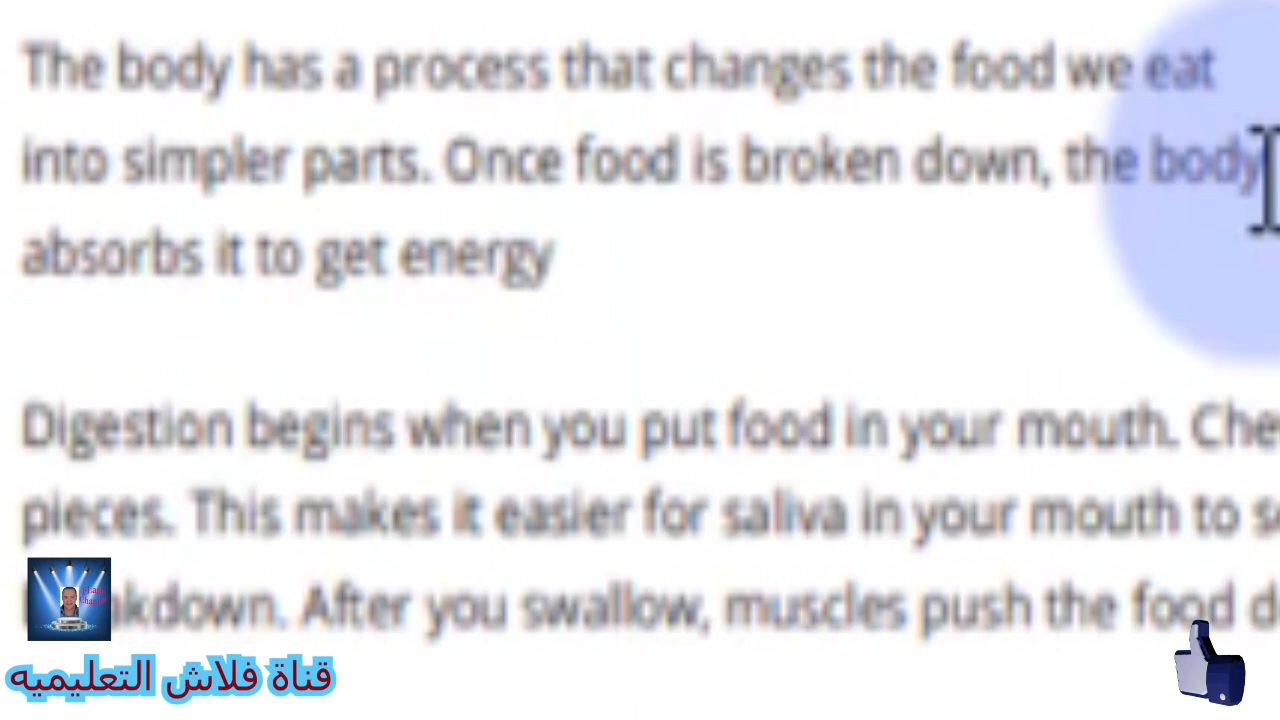 The body has a process that changes the food we eat
into simpler parts. Once food is broken down, the body
absorbs it to get energy
Digestion begins when you put food in your mouth.
pieces. This makes it easier for saliva in your mouth to
After you swallow, muscles push the food
قناة فلاش التعليميه